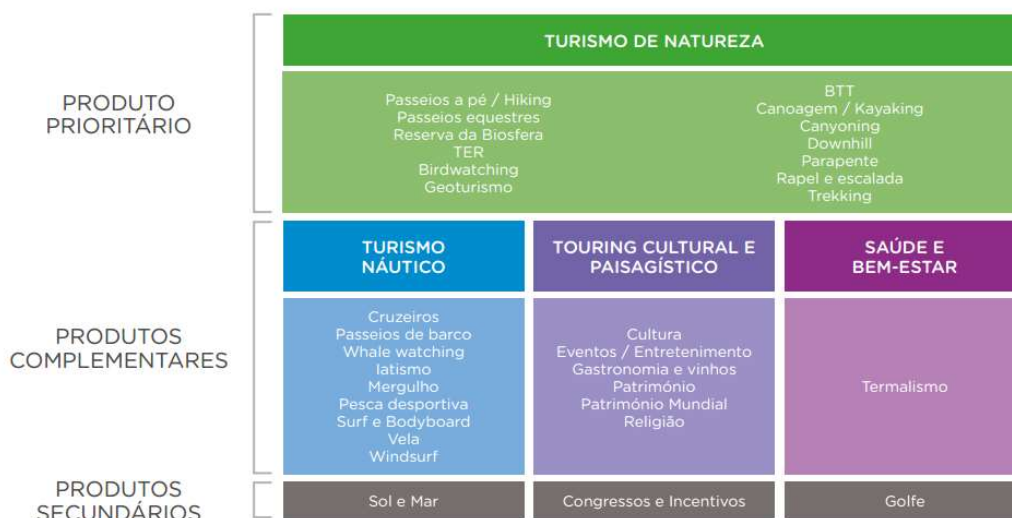 PRODUTO
PRIORITÁRIO
TURISMO DE NATUREZA
Passeios a pé / Hiking
Passeios equestres
Reserva da Biosfera
TER
Birdwatching
Geoturismo
BTT
Canoagem / Kayaking
Canyoning
Downhill
Parapente
Rapel e escalada
Trekking
PRODUTOS
COMPLEMENTARES
TURISMO
NÁUTICO
Cruzeiros
Passeios de barco
Whale watching
Iatismo
Mergulho
Pesca desportiva
Surf e Bodyboard
Vela
Windsurf
TOURING CULTURAL E
PAISAGÍSTICO
Cultura
Eventos / Entretenimento
Gastronomia e vinhos
Património
Património Mundial
Religião
SAÚDE E
BEM-ESTAR
Termalismo
PRODUTOS
SECUNDÁRIOS
Sol e Mar
Congressos e Incentivos
Golfe